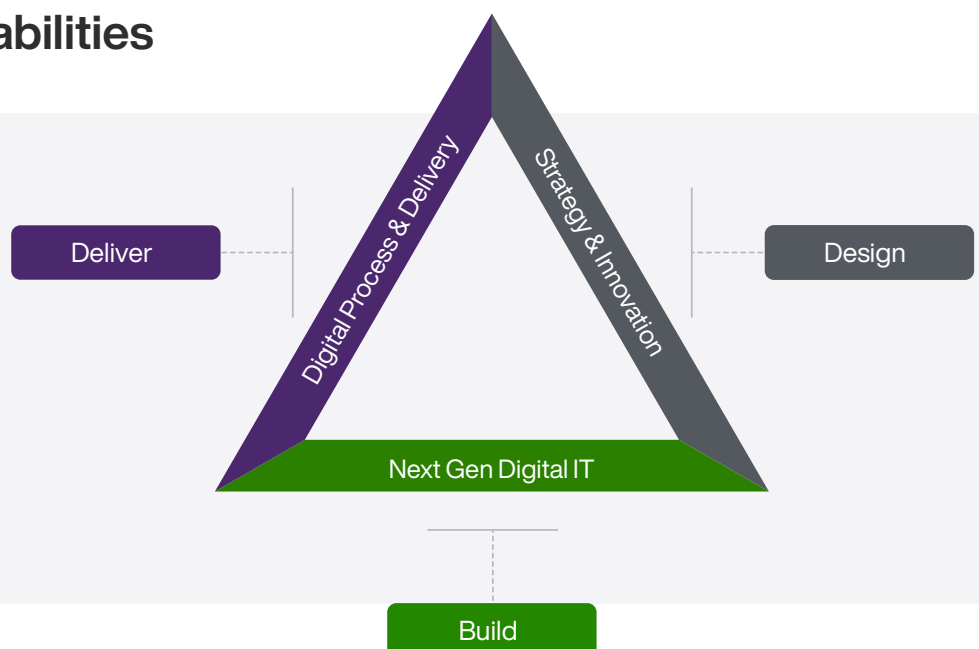 abilities
Digital Process & Delivery
Strategy & Innovation
Deliver
Design
Next Gen Digital IT
Build